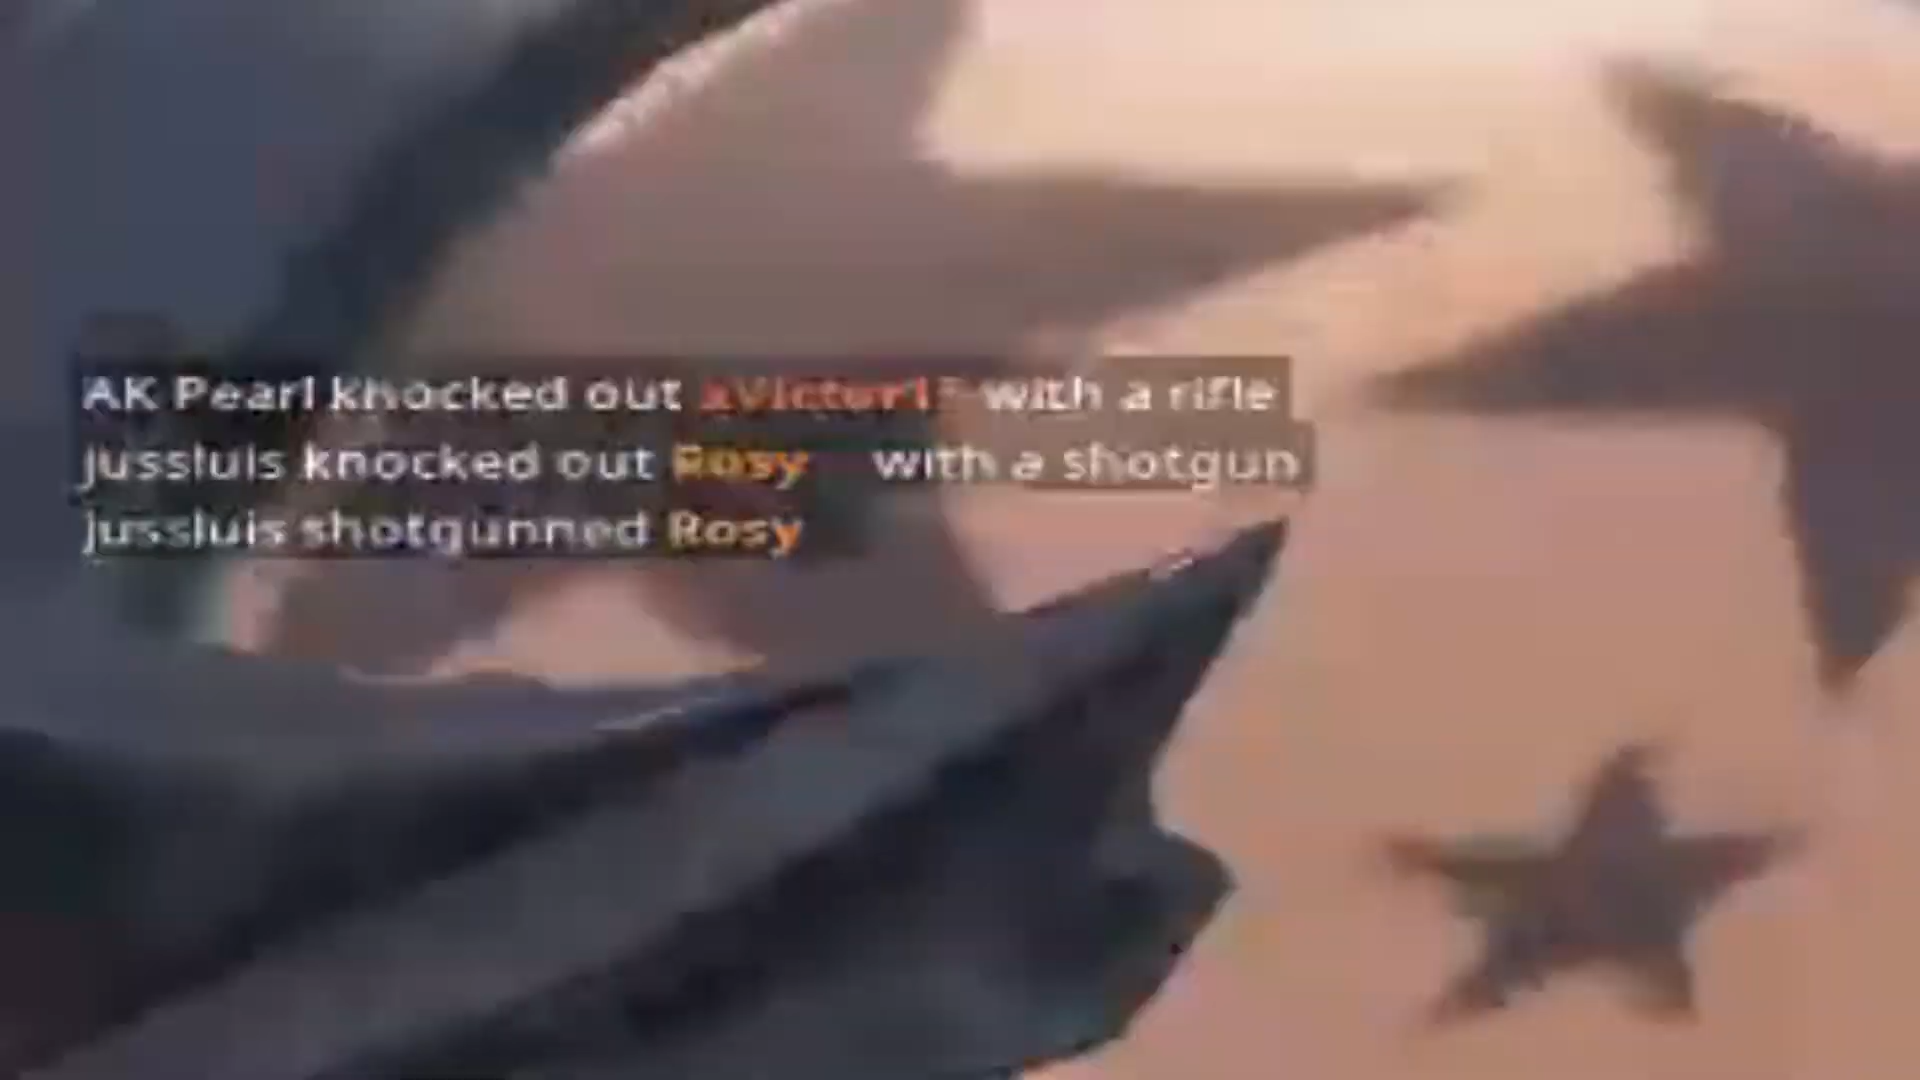 AK Pearl knocked out with a rifle
jussluis knocked out Rosy with a shotgun
jussluis shotgunned Rosy